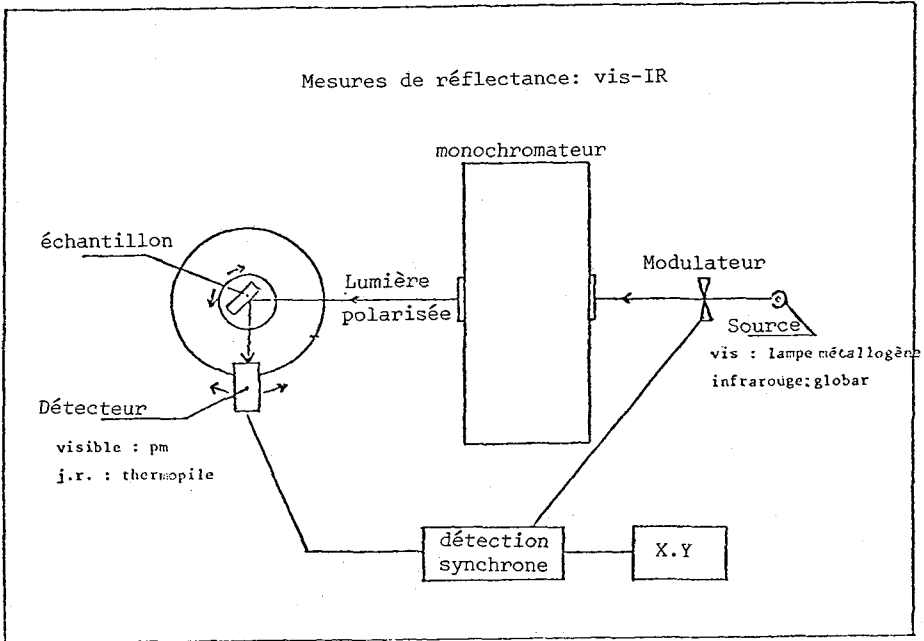 Mesures de réflectance: vis-IR
monochromateur
échantillon
Modulateur
Lumière
polarisée
Source
vis : lampe métallogène
infrarouge: globar
Détecteur
visible : pm
j.r. : thermopile
détection
synchrone
X.Y